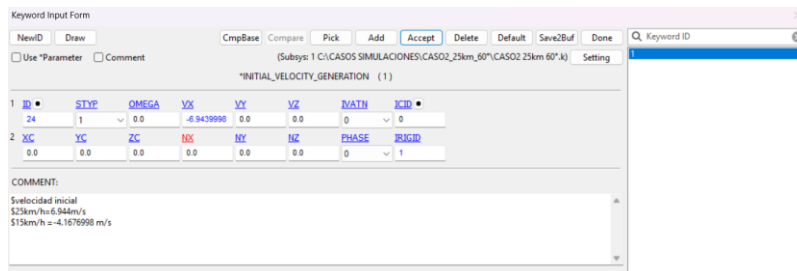 Keyword Input Form
NewID Draw CmpBase Compare Pick Add Accept Delete Default Save2Buf Done Keyword ID
Use *Parameter Comment (Subsys: 1 C:\CASOS SIMULACIONES\CASO2_25km_60°\CASO2 25km 60°.k) Setting 1
*INITIAL_VELOCITY_GENERATION (1)
1 ID STYP OMEGA VX VY VZ IVATN ICID
24 1 0.0 -6.9439998 0.0 0.0 0 0
2 XC YC ZC NX NY NZ PHASE IRIGID
0.0 0.0 0.0 0.0 0.0 0.0 0 1
COMMENT:
$velocidad inicial
$25km/h=6.944m/s
$15km/h =-4.1676998 m/s